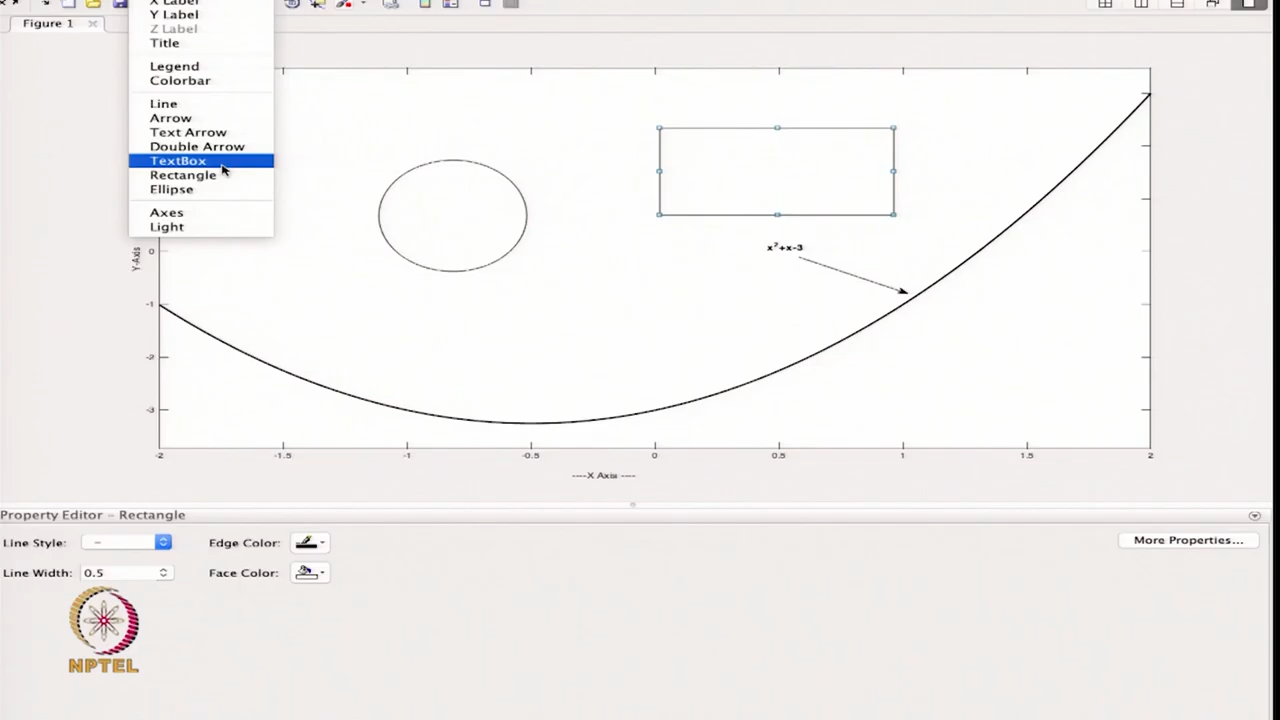 X Label
Figure 1
Y Label
Z Label
Title
Legend
Colorbar
Line
Arrow
Text Arrow
Double Arrow
TextBox
Rectangle
Ellipse
Axes
Light
x²+x-3
Y-Axis
0
-1
-2
-3
-2 -1.5 -1 -0.5 0 0.5 1 1.5 2
----X Axis ----
Property Editor – Rectangle
Line Style: – Edge Color: More Properties...
Line Width: 0.5 Face Color:
NPTEL